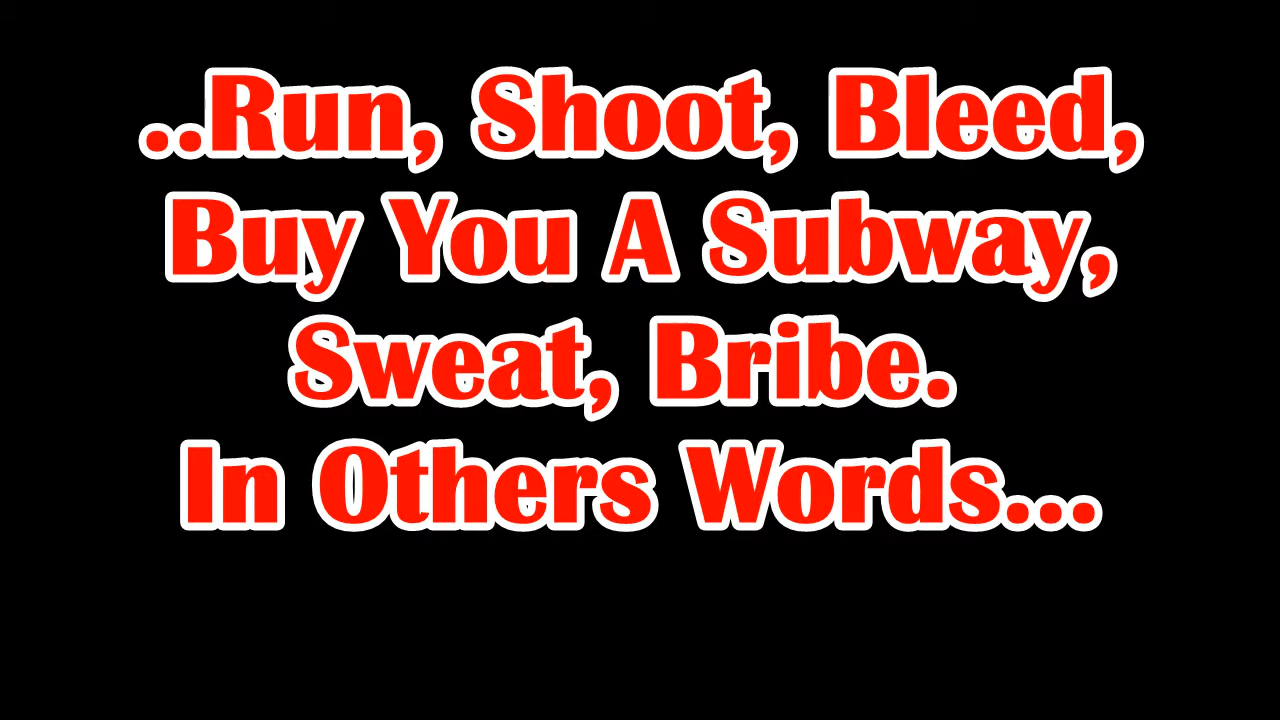 ..Run, Shoot, Bleed,
Buy You A Subway,
Sweat, Bribe.
In Others Words...